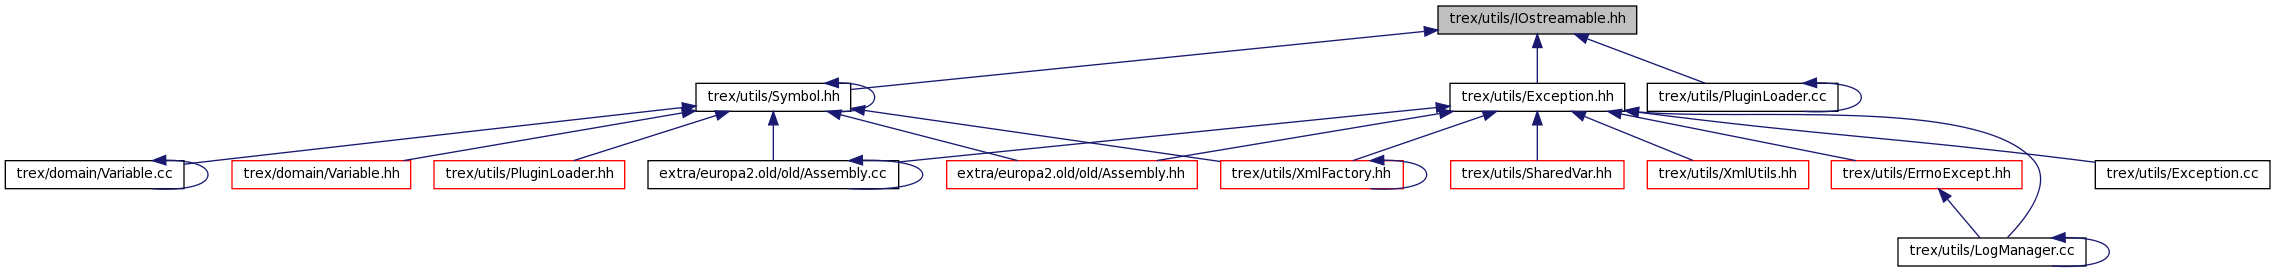 trex/utils/IOstreamable.hh
trex/utils/Symbol.hh
trex/utils/Exception.hh
trex/utils/PluginLoader.cc
trex/domain/Variable.cc
trex/domain/Variable.hh
trex/utils/PluginLoader.hh
extra/europa2.old/old/Assembly.cc
extra/europa2.old/old/Assembly.hh
trex/utils/XmlFactory.hh
trex/utils/SharedVar.hh
trex/utils/XmlUtils.hh
trex/utils/ErrnoExcept.hh
trex/utils/Exception.cc
trex/utils/LogManager.cc